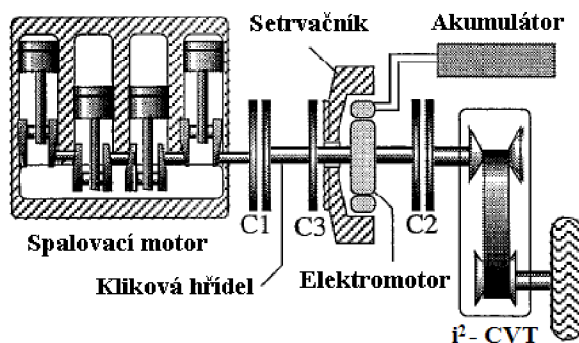 Setrvačník
Akumulátor
C1
C3
C2
Spalovací motor
Kliková hřídel
Elektromotor
i² - CVT